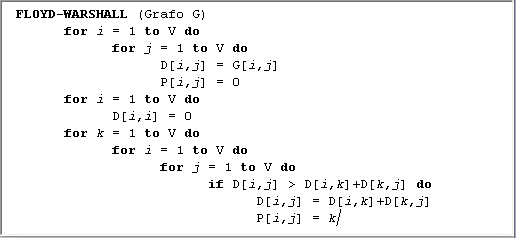 FLOYD-WARSHALL (Grafo G)
for i = 1 to V do
for j = 1 to V do
D[i,j] = G[i,j]
P[i,j] = 0
for i = 1 to V do
D[i,i] = 0
for k = 1 to V do
for i = 1 to V do
for j = 1 to V do
if D[i,j] > D[i,k]+D[k,j] do
D[i,j] = D[i,k]+D[k,j]
P[i,j] = k